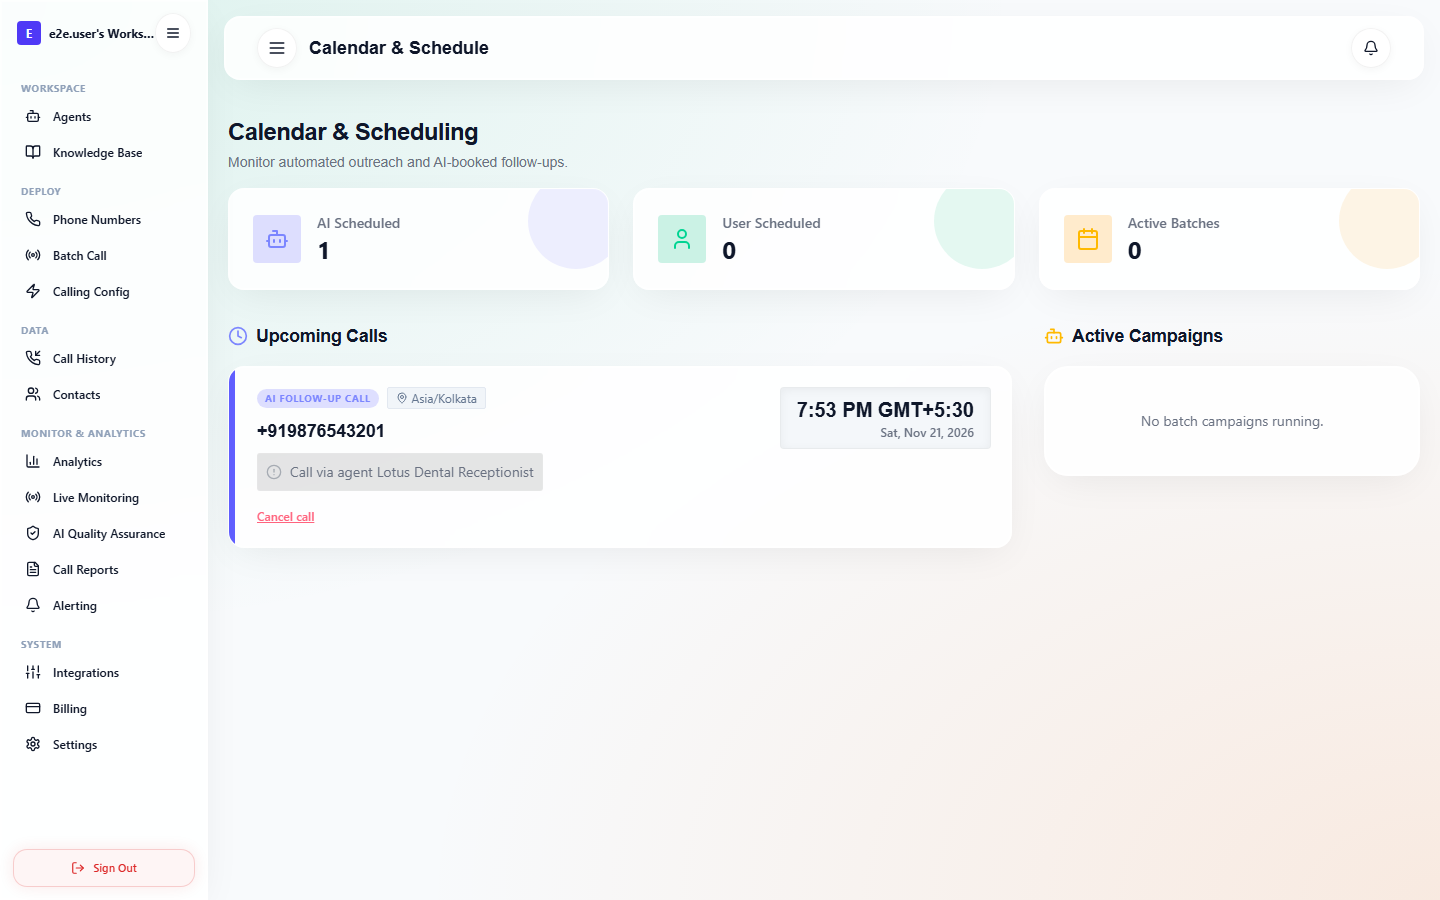 E
e2e.user's Works...
WORKSPACE
Agents
Knowledge Base
DEPLOY
Phone Numbers
Batch Call
Calling Config
DATA
Call History
Contacts
MONITOR & ANALYTICS
Analytics
Live Monitoring
AI Quality Assurance
Call Reports
Alerting
SYSTEM
Integrations
Billing
Settings
Sign Out
Calendar & Schedule
Calendar & Scheduling
Monitor automated outreach and AI-booked follow-ups.
AI Scheduled
1
User Scheduled
0
Active Batches
0
Upcoming Calls
AI FOLLOW-UP CALL
Asia/Kolkata
+919876543201
Call via agent Lotus Dental Receptionist
Cancel call
7:53 PM GMT+5:30
Sat, Nov 21, 2026
Active Campaigns
No batch campaigns running.